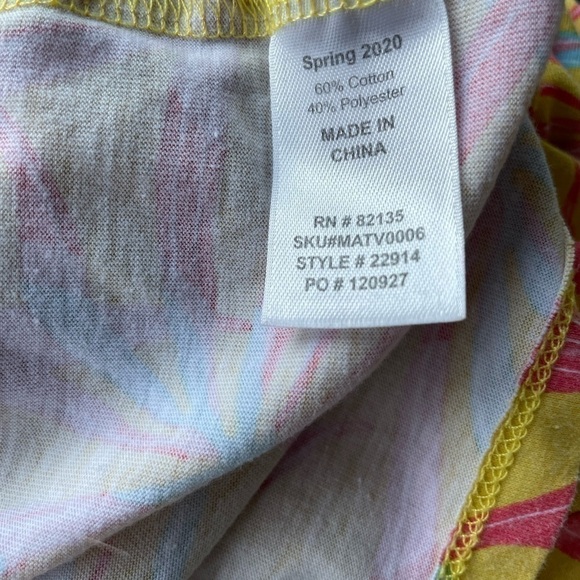 Spring 2020
60% Cotton
40% Polyester
MADE IN
CHINA
RN # 82135
SKU#MATV0006
STYLE # 22914
PO # 120927